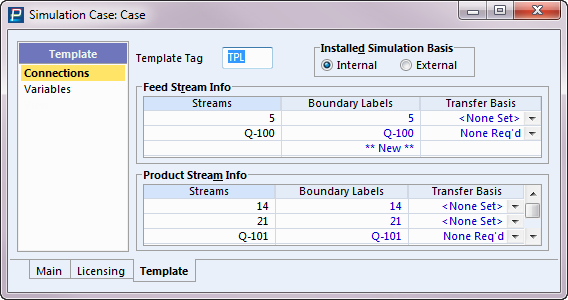 Simulation Case: Case
Template
Connections
Variables
Template Tag TPL
Installed Simulation Basis
Internal External
Feed Stream Info
Streams Boundary Labels Transfer Basis
5 5 <None Set>
Q-100 Q-100 None Req'd
** New **
Product Stream Info
Streams Boundary Labels Transfer Basis
14 14 <None Set>
21 21 <None Set>
Q-101 Q-101 None Req'd
Main Licensing Template